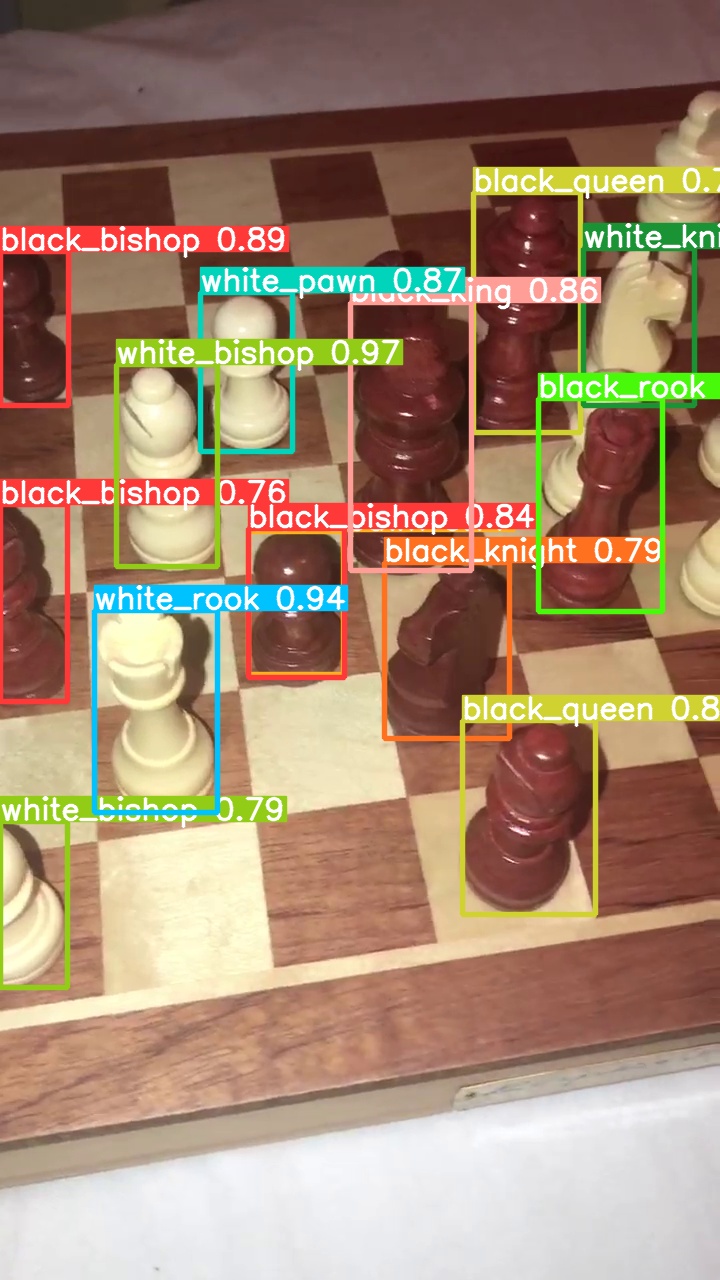 black_queen 0.7
white_kni
black_bishop 0.89
white_pawn 0.87
black_king 0.86
white_bishop 0.97
black_rook
black_bishop 0.76
black_bishop 0.84
black_knight 0.79
white_rook 0.94
black_queen 0.8
white_bishop 0.79